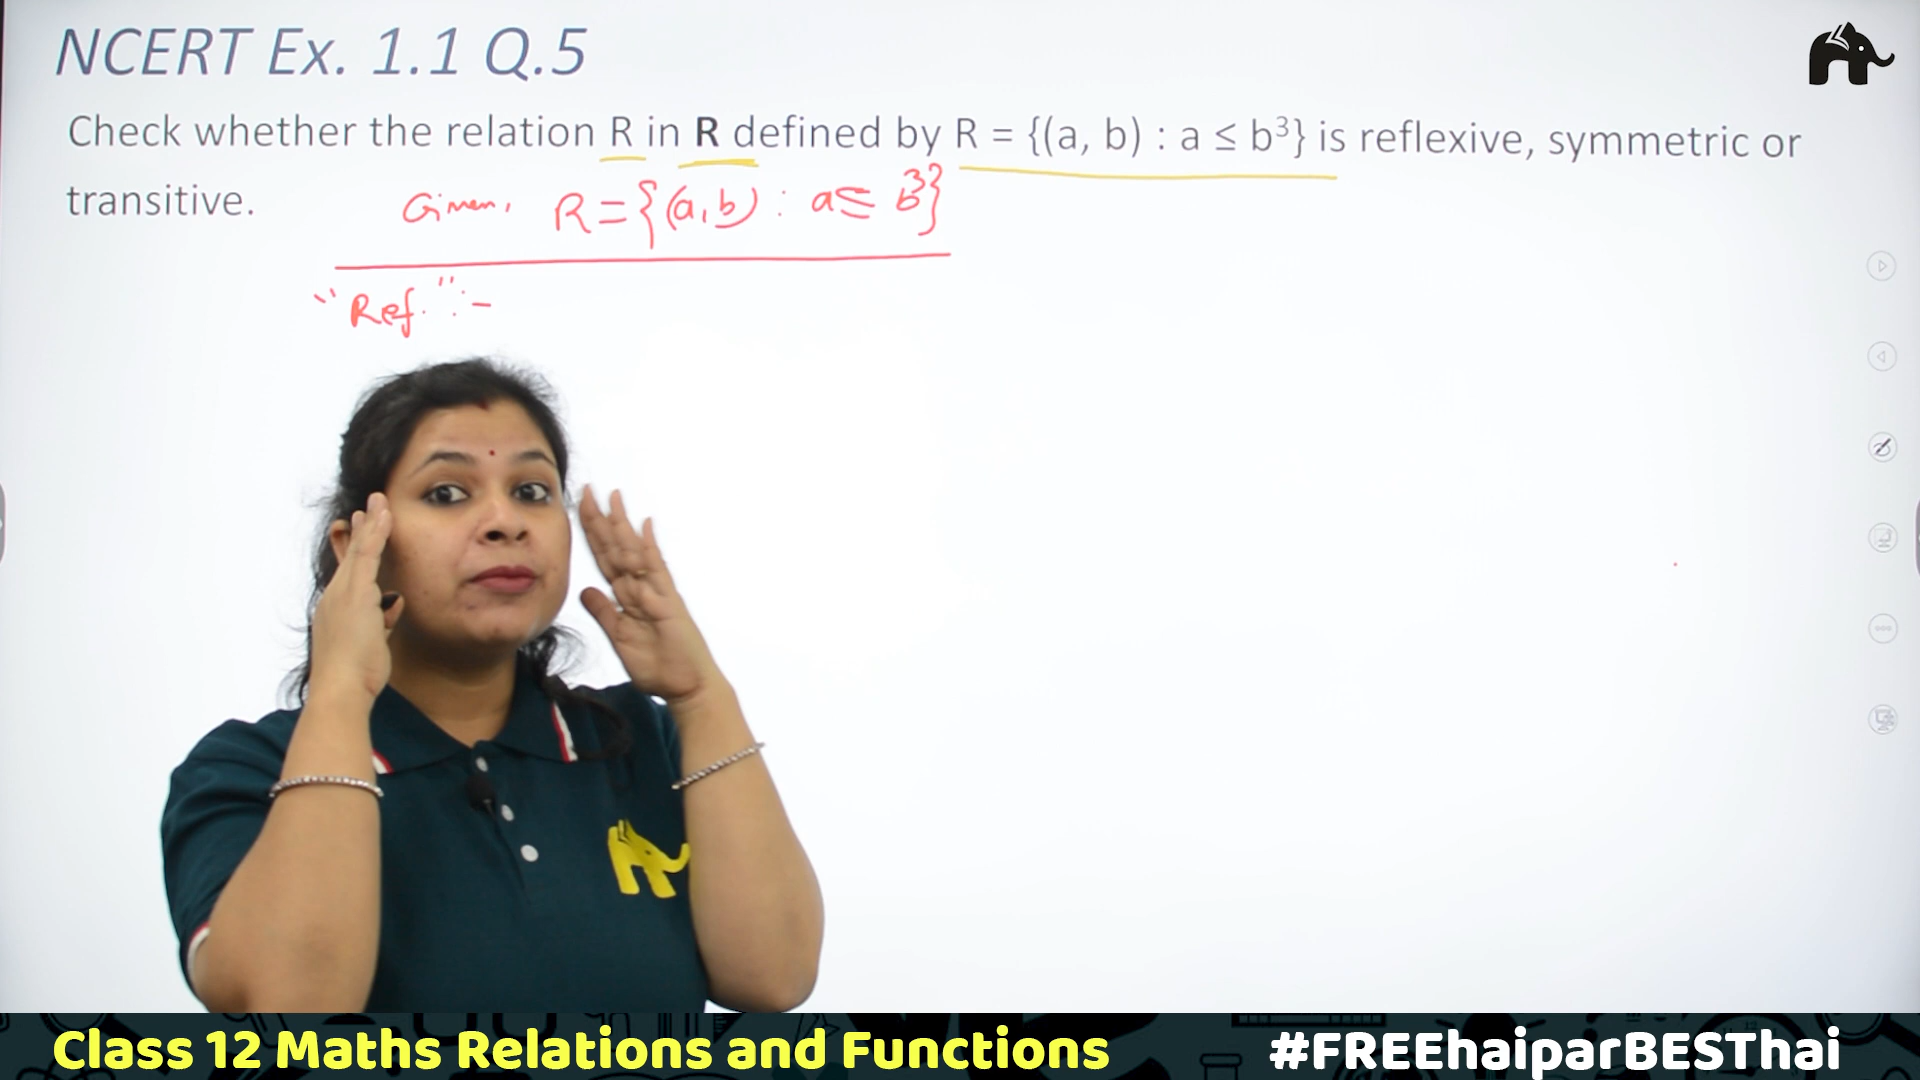 NCERT Ex. 1.1 Q.5
Check whether the relation R in R defined by R = {(a, b) : a ≤ b³} is reflexive, symmetric or
transitive.
Given, R = {(a, b) : a ≤ b³}
"Ref." :-
Class 12 Maths Relations and Functions
#FREEhaiparBESThai